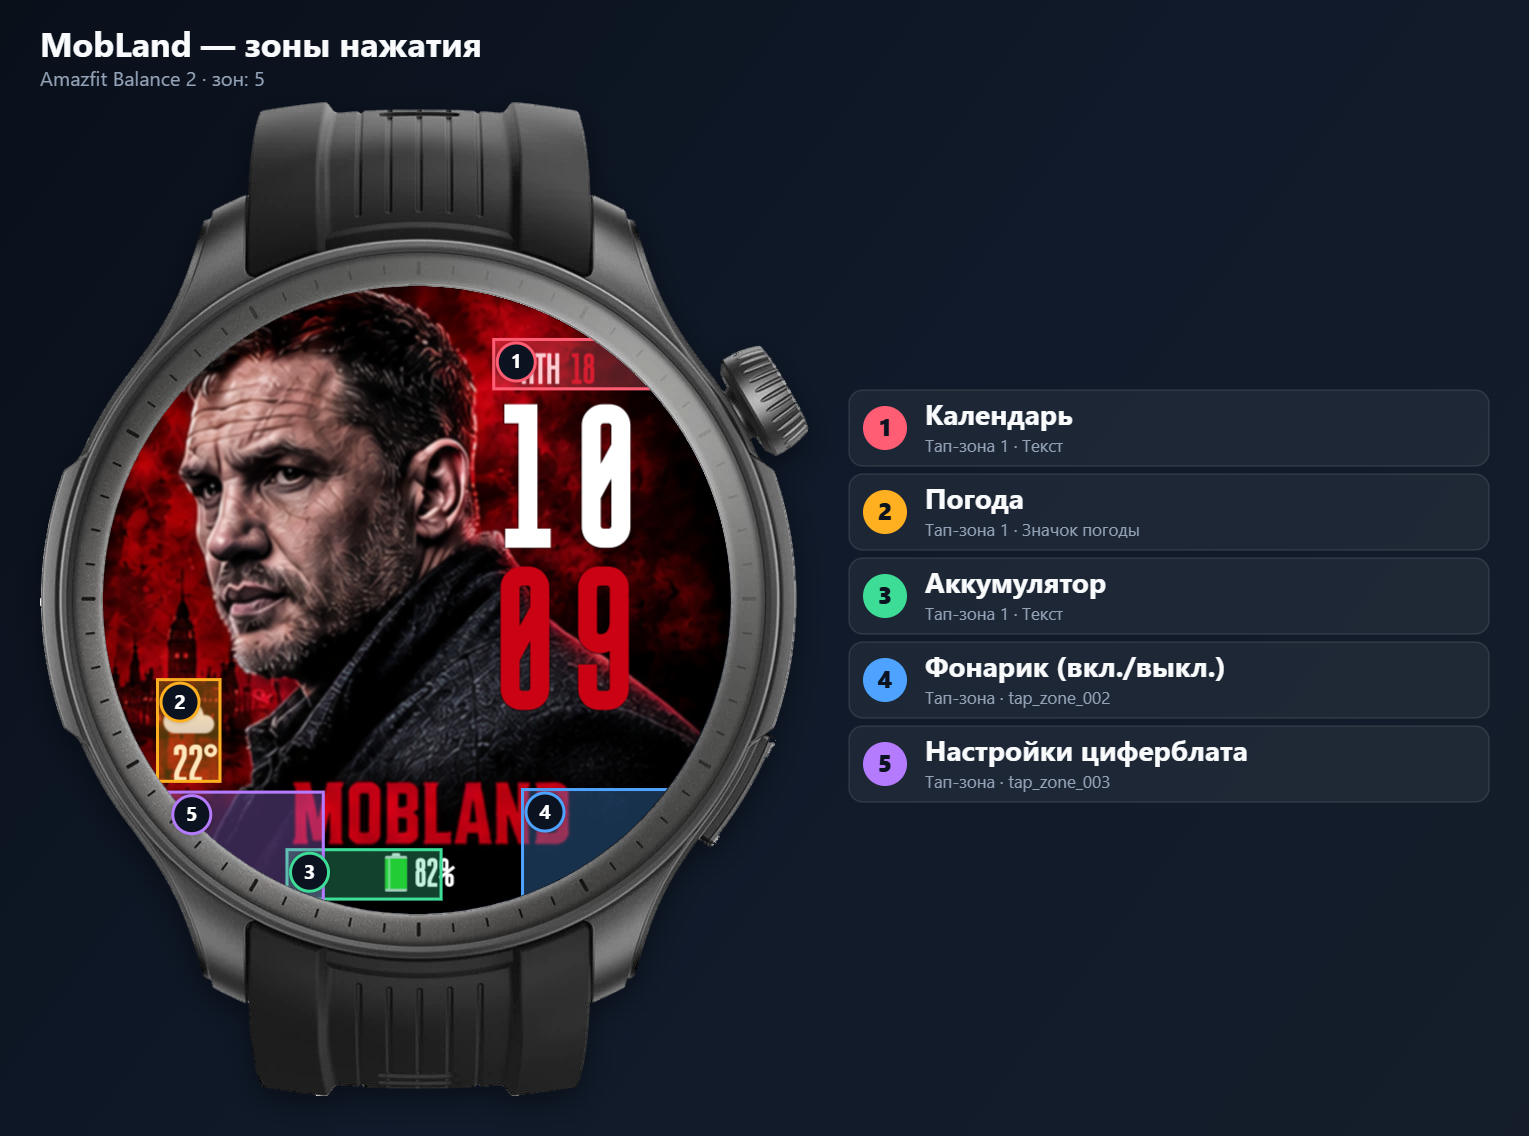 MobLand — зоны нажатия
Amazfit Balance 2 · зон: 5
1
TH 18
10
09
2
22°
MOBLAND
5
4
3
82%
1
Календарь
Тап-зона 1 · Текст
2
Погода
Тап-зона 1 · Значок погоды
3
Аккумулятор
Тап-зона 1 · Текст
4
Фонарик (вкл./выкл.)
Тап-зона · tap_zone_002
5
Настройки циферблата
Тап-зона · tap_zone_003